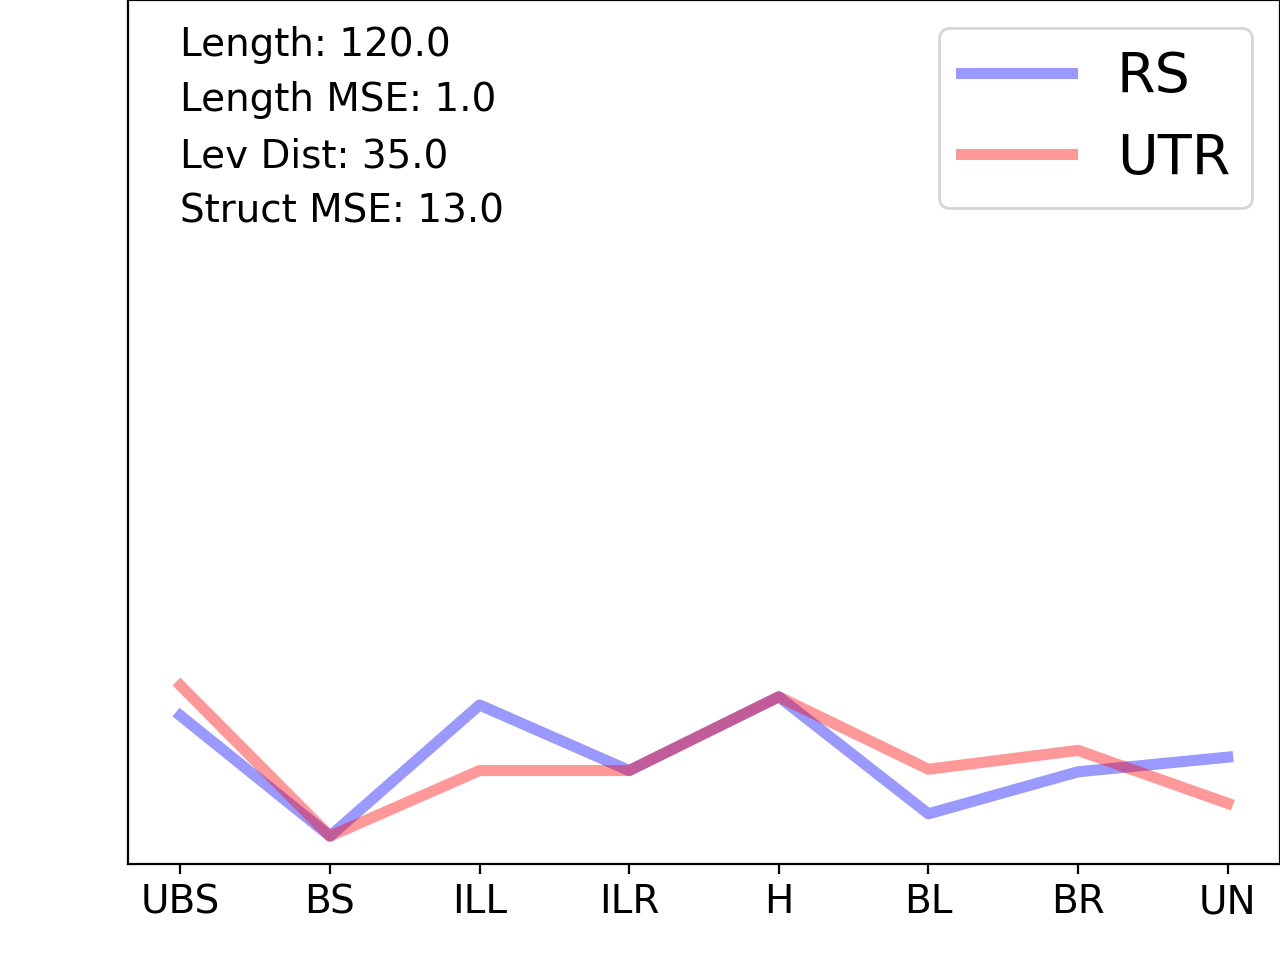 Length: 120.0
Length MSE: 1.0
Lev Dist: 35.0
Struct MSE: 13.0
RS
UTR
UBS BS ILL ILR H BL BR UN